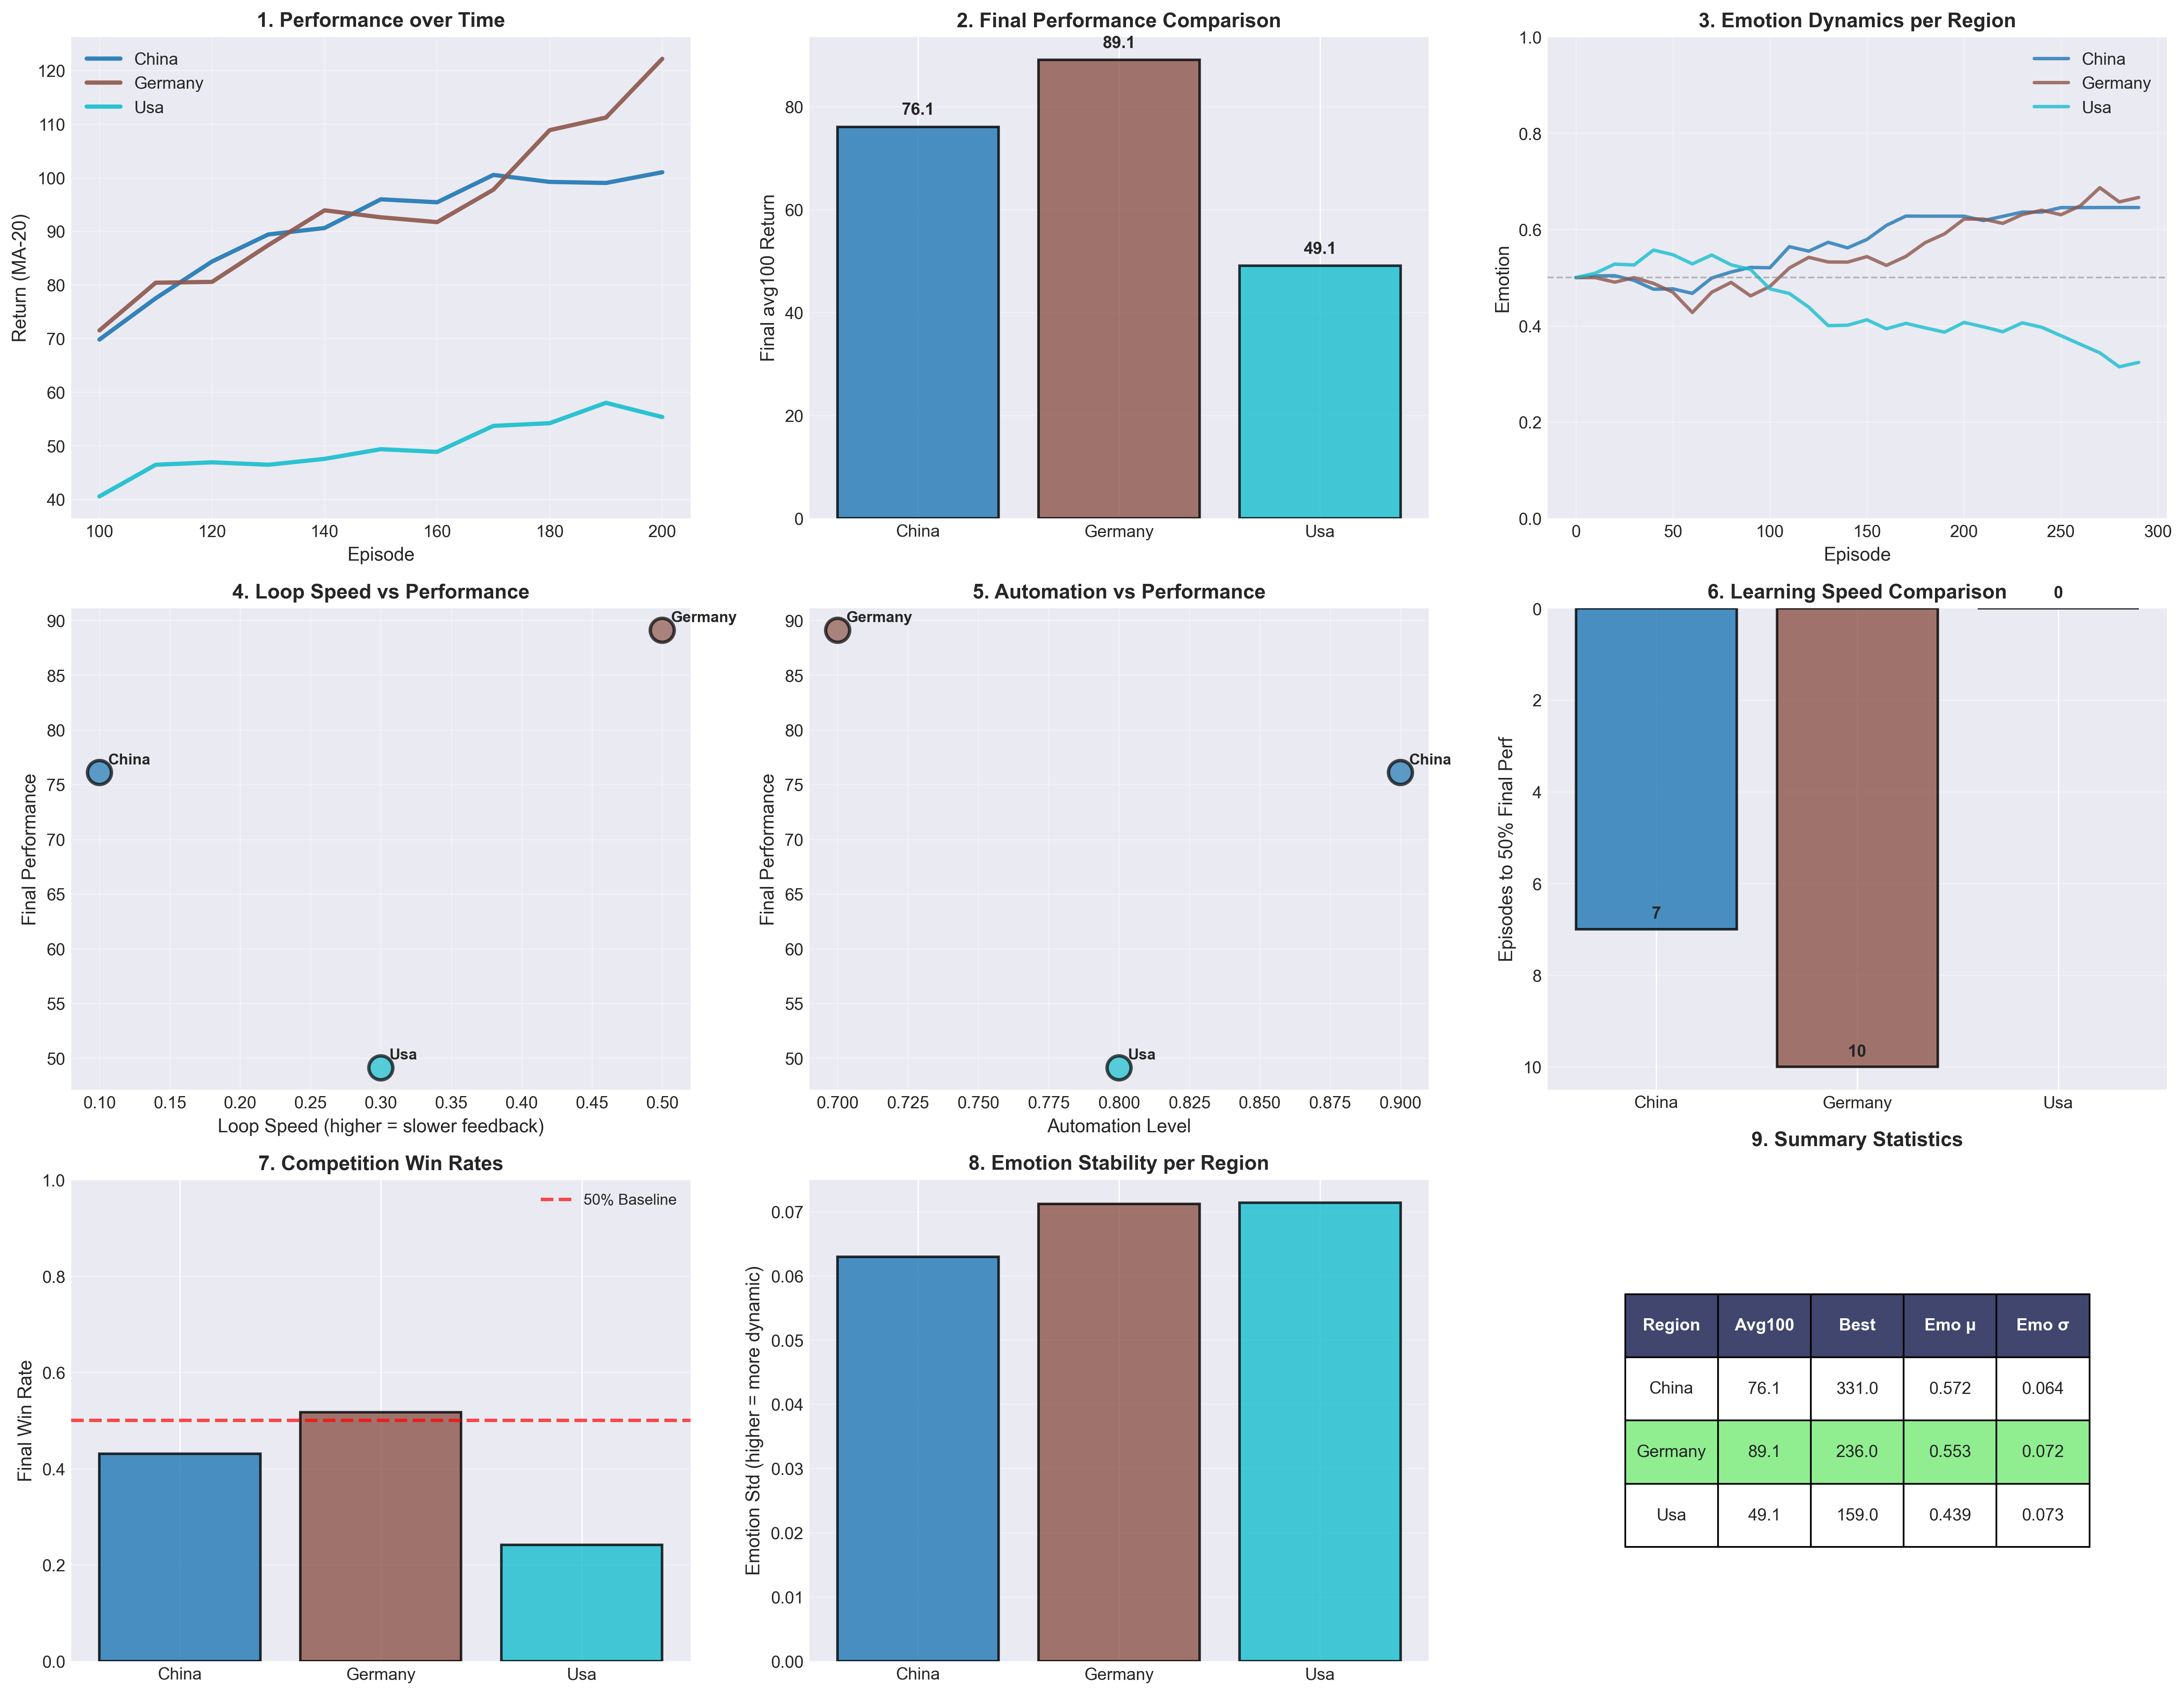 1. Performance over Time
China
Germany
Usa
120
110
100
90
80
70
60
50
40
100 120 140 160 180 200
Return (MA-20)
Episode
2. Final Performance Comparison
89.1
76.1
49.1
80
60
40
20
0
China Germany Usa
Final avg100 Return
3. Emotion Dynamics per Region
China
Germany
Usa
1.0
0.8
0.6
0.4
0.2
0.0
0 50 100 150 200 250 300
Emotion
Episode
4. Loop Speed vs Performance
Germany
China
Usa
90
85
80
75
70
65
60
55
50
0.10 0.15 0.20 0.25 0.30 0.35 0.40 0.45 0.50
Final Performance
Loop Speed (higher = slower feedback)
5. Automation vs Performance
Germany
China
Usa
90
85
80
75
70
65
60
55
50
0.700 0.725 0.750 0.775 0.800 0.825 0.850 0.875 0.900
Final Performance
Automation Level
6. Learning Speed Comparison
0
7
10
0
2
4
6
8
10
China Germany Usa
Episodes to 50% Final Perf
7. Competition Win Rates
50% Baseline
1.0
0.8
0.6
0.4
0.2
0.0
China Germany Usa
Final Win Rate
8. Emotion Stability per Region
0.07
0.06
0.05
0.04
0.03
0.02
0.01
0.00
China Germany Usa
Emotion Std (higher = more dynamic)
9. Summary Statistics
Region Avg100 Best Emo μ Emo σ
China 76.1 331.0 0.572 0.064
Germany 89.1 236.0 0.553 0.072
Usa 49.1 159.0 0.439 0.073